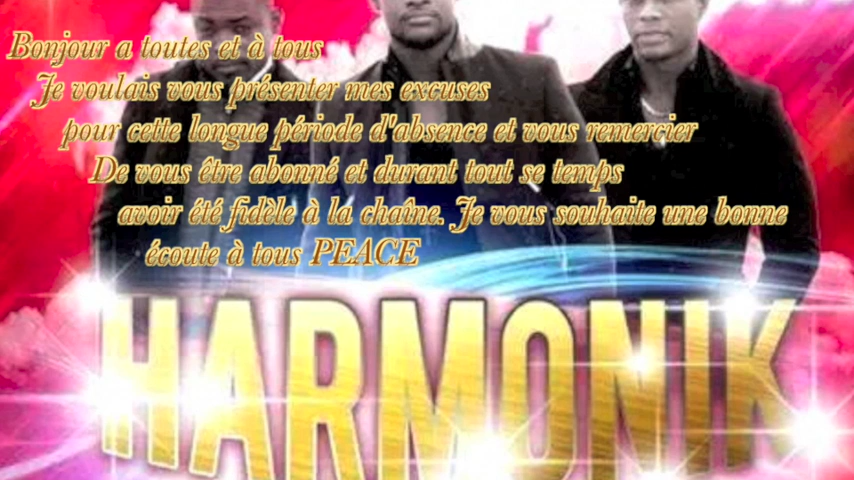 Bonjour a toutes et à tous
Je voulais vous présenter mes excuses
pour cette longue période d'absence et vous remercier
De vous être abonné et durant tout se temps
avoir été fidèle à la chaîne. Je vous souhaite une bonne
écoute à tous PEACE
HARMONIK